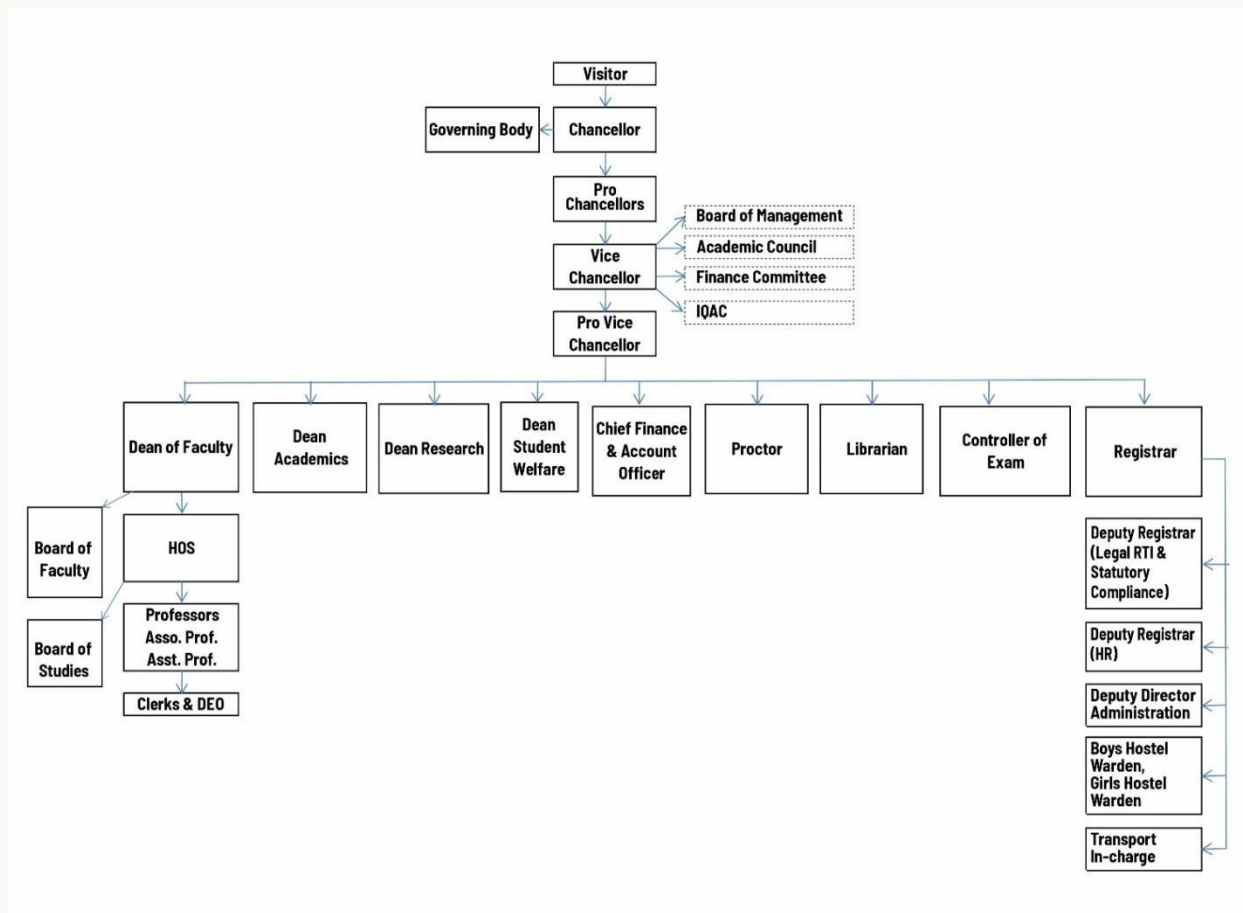 Visitor
Governing Body
Chancellor
Pro
Chancellors
Board of Management
Vice
Chancellor
Academic Council
Finance Committee
IQAC
Pro Vice
Chancellor
Dean of Faculty
Dean
Academics
Dean Research
Dean
Student
Welfare
Chief Finance
& Account
Officer
Proctor
Librarian
Controller of
Exam
Registrar
Board of
Faculty
HOS
Board of
Studies
Professors
Asso. Prof.
Asst. Prof.
Clerks & DEO
Deputy Registrar
(Legal RTI &
Statutory
Compliance)
Deputy Registrar
(HR)
Deputy Director
Administration
Boys Hostel
Warden,
Girls Hostel
Warden
Transport
In-charge